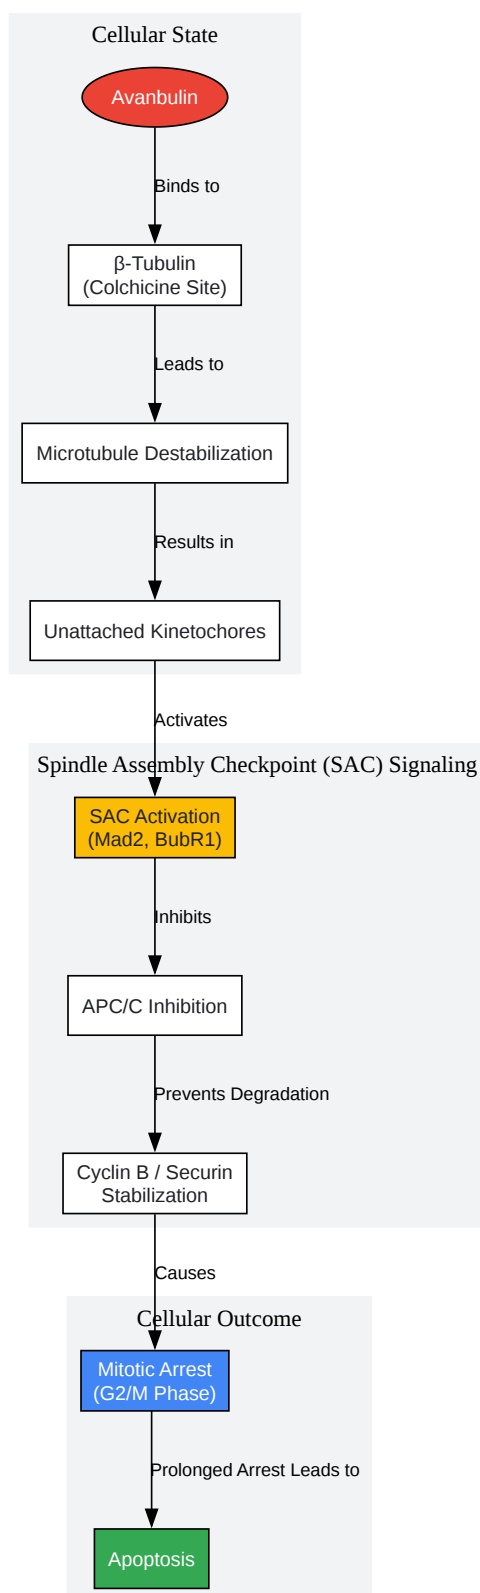 Cellular State
Avanbulin
Binds to
β-Tubulin
(Colchicine Site)
Leads to
Microtubule Destabilization
Results in
Unattached Kinetochores
Activates
Spindle Assembly Checkpoint (SAC) Signaling
SAC Activation
(Mad2, BubR1)
Inhibits
APC/C Inhibition
Prevents Degradation
Cyclin B / Securin
Stabilization
Causes
Cellular Outcome
Mitotic Arrest
(G2/M Phase)
Prolonged Arrest Leads to
Apoptosis